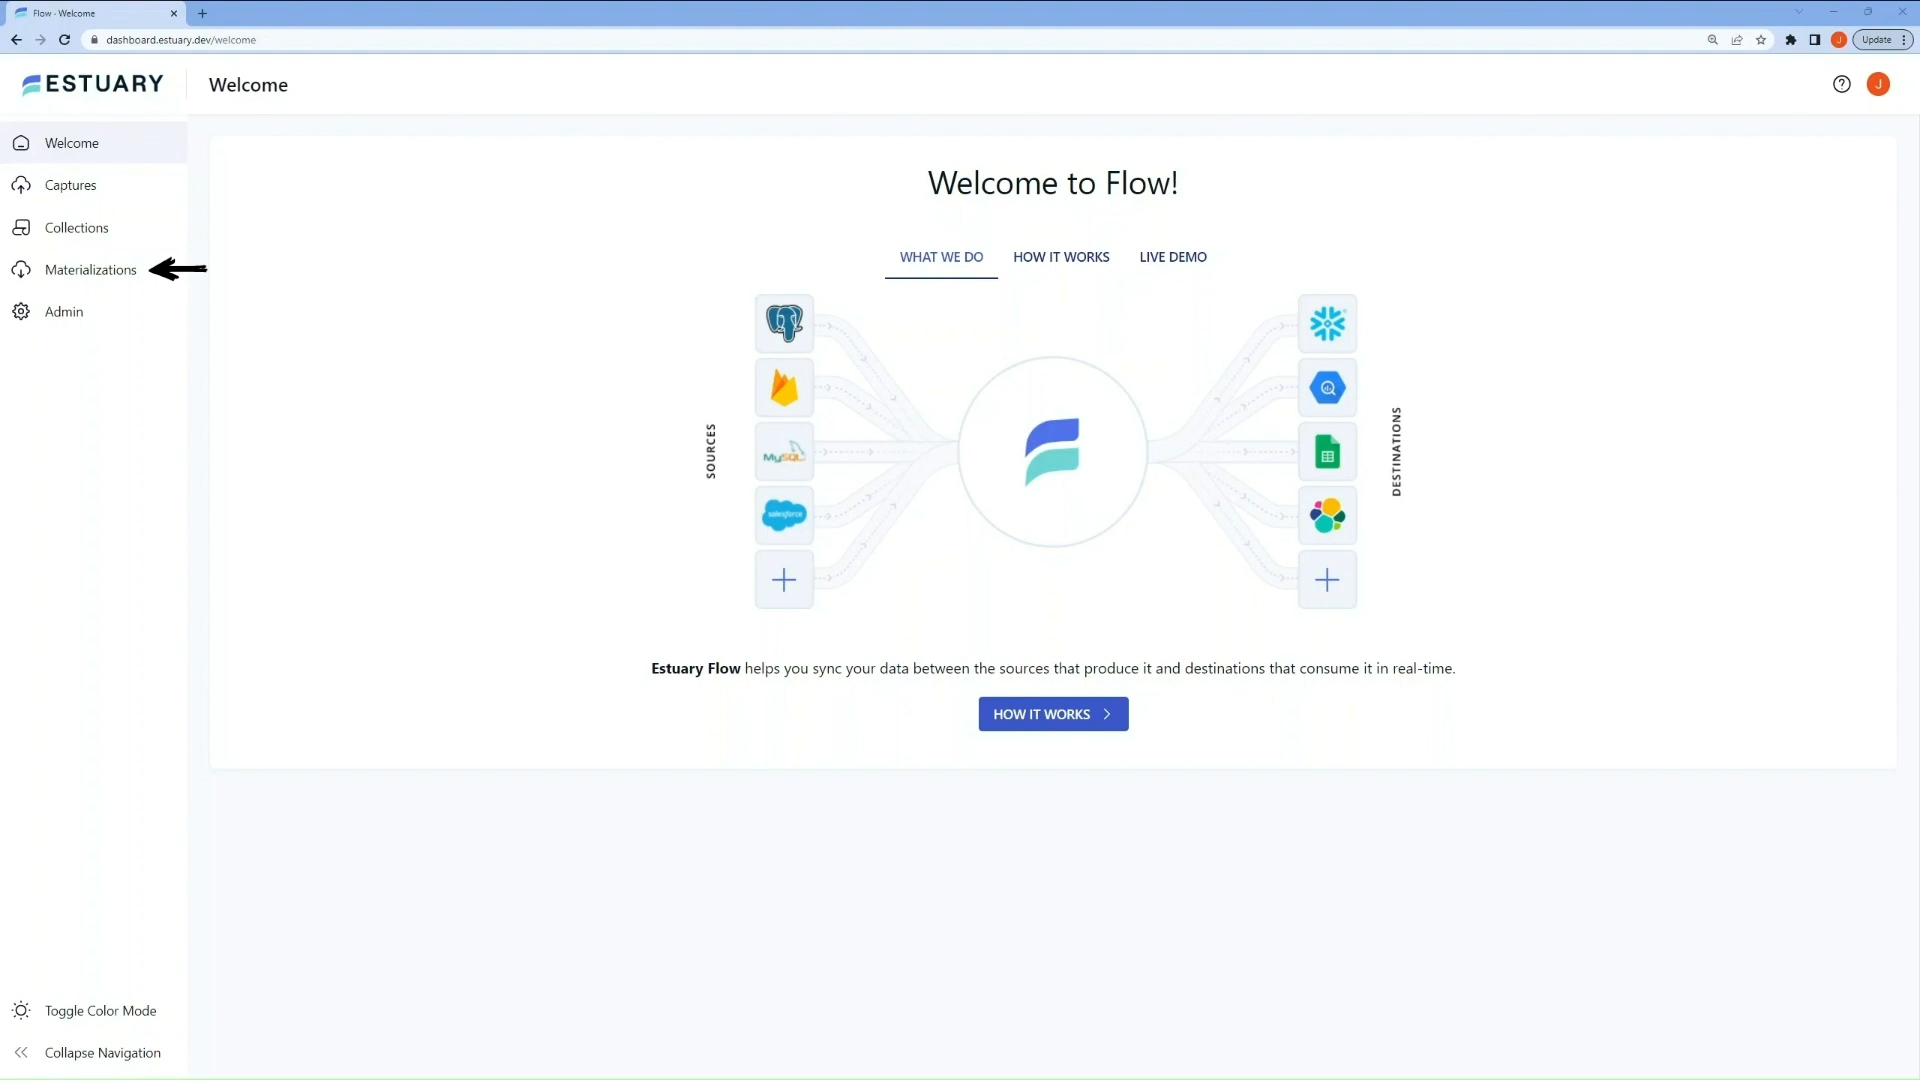 Flow - Welcome
dashboard.estuary.dev/welcome
J
Update
ESTUARY
Welcome
J
Welcome
Captures
Collections
Materializations
Admin
Welcome to Flow!
WHAT WE DO
HOW IT WORKS
LIVE DEMO
SOURCES
MySQL
salesforce
DESTINATIONS
Estuary Flow helps you sync your data between the sources that produce it and destinations that consume it in real-time.
HOW IT WORKS
Toggle Color Mode
Collapse Navigation